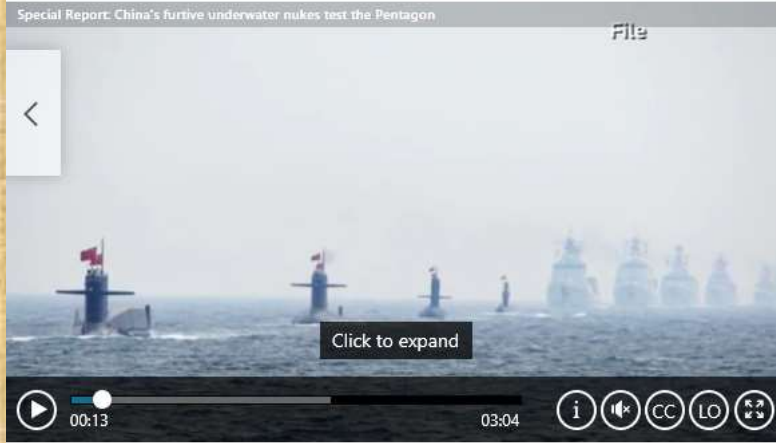 Special Report: China's furtive underwater nukes test the Pentagon
File
Click to expand
00:13
03:04
i
CC
LO